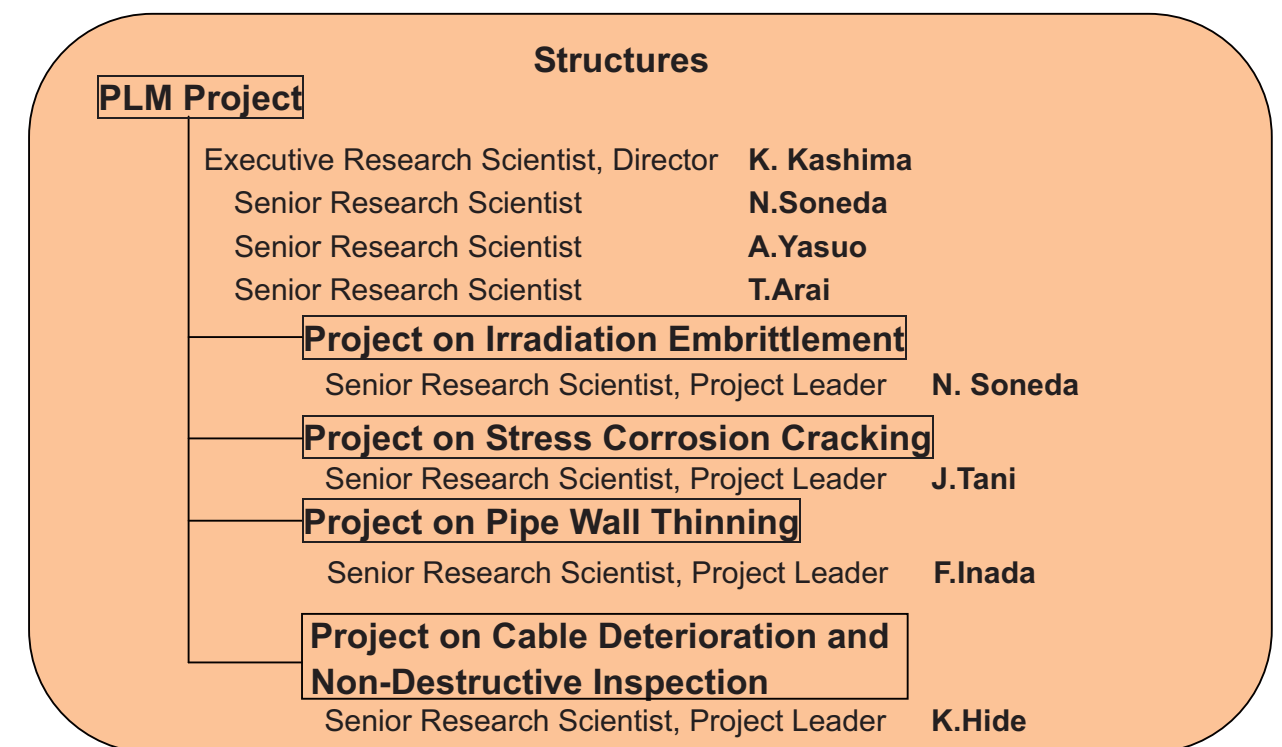 Structures
PLM Project
Executive Research Scientist, Director K. Kashima
Senior Research Scientist N.Soneda
Senior Research Scientist A.Yasuo
Senior Research Scientist T.Arai
Project on Irradiation Embrittlement
Senior Research Scientist, Project Leader N. Soneda
Project on Stress Corrosion Cracking
Senior Research Scientist, Project Leader J.Tani
Project on Pipe Wall Thinning
Senior Research Scientist, Project Leader F.Inada
Project on Cable Deterioration and
Non-Destructive Inspection
Senior Research Scientist, Project Leader K.Hide